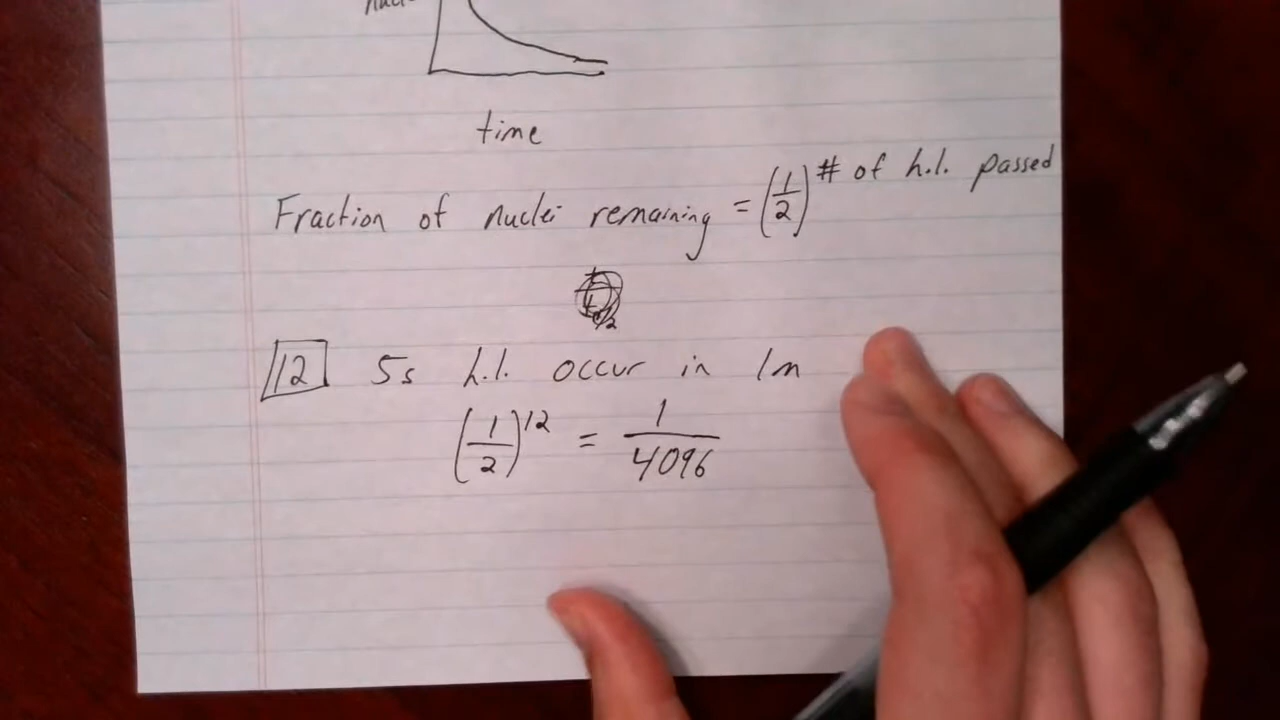 time
Fraction of nuclei remaining = (1/2)^# of h.l. passed
12 5s h.l. occur in 1m
(1/2)^12 = 1/4096